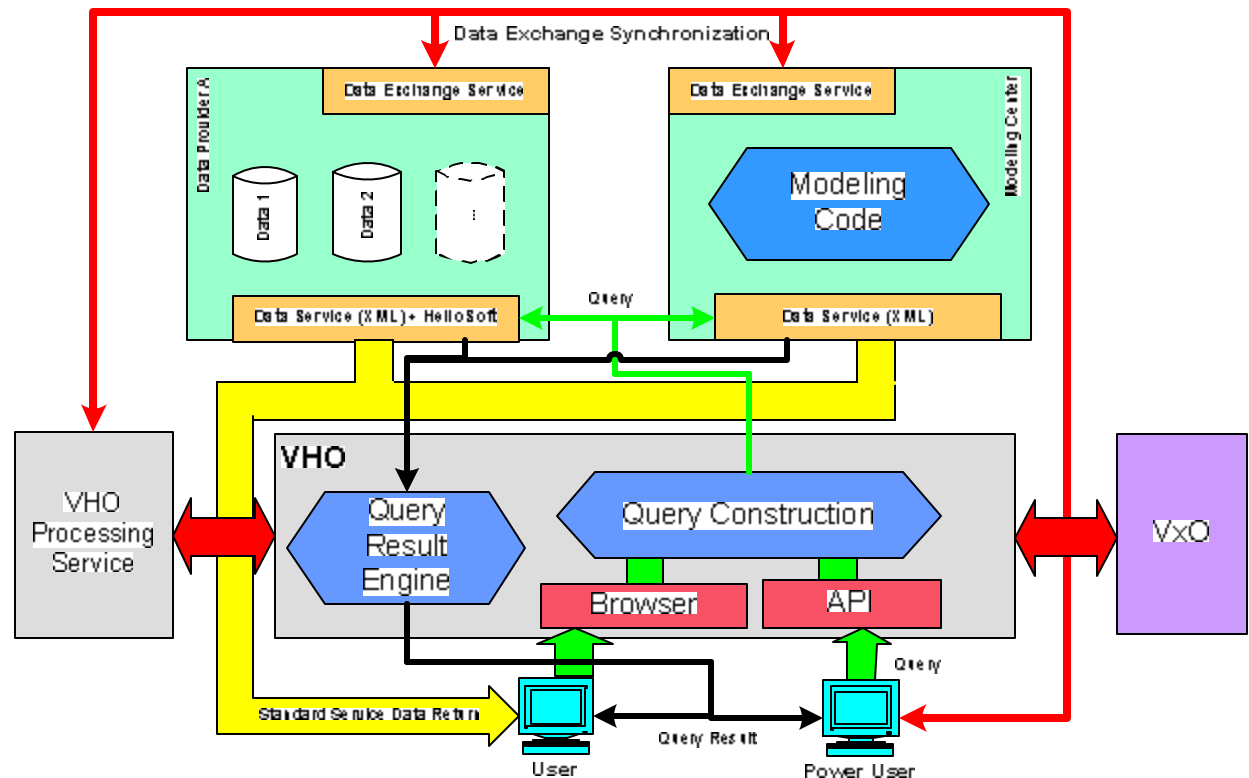 Data Exchange Synchronization
Data Provider A
Data Exchange Service
Data Exchange Service
Modeling Center
Data 1
Data 2
...
Modeling
Code
Query
Data Service (XML)+ HelioSoft
Data Service (XML)
VHO
Processing
Service
VHO
Query
Result
Engine
Query Construction
VxO
Browser
API
Query
Standard Service Data Return
Query Result
User
Power User